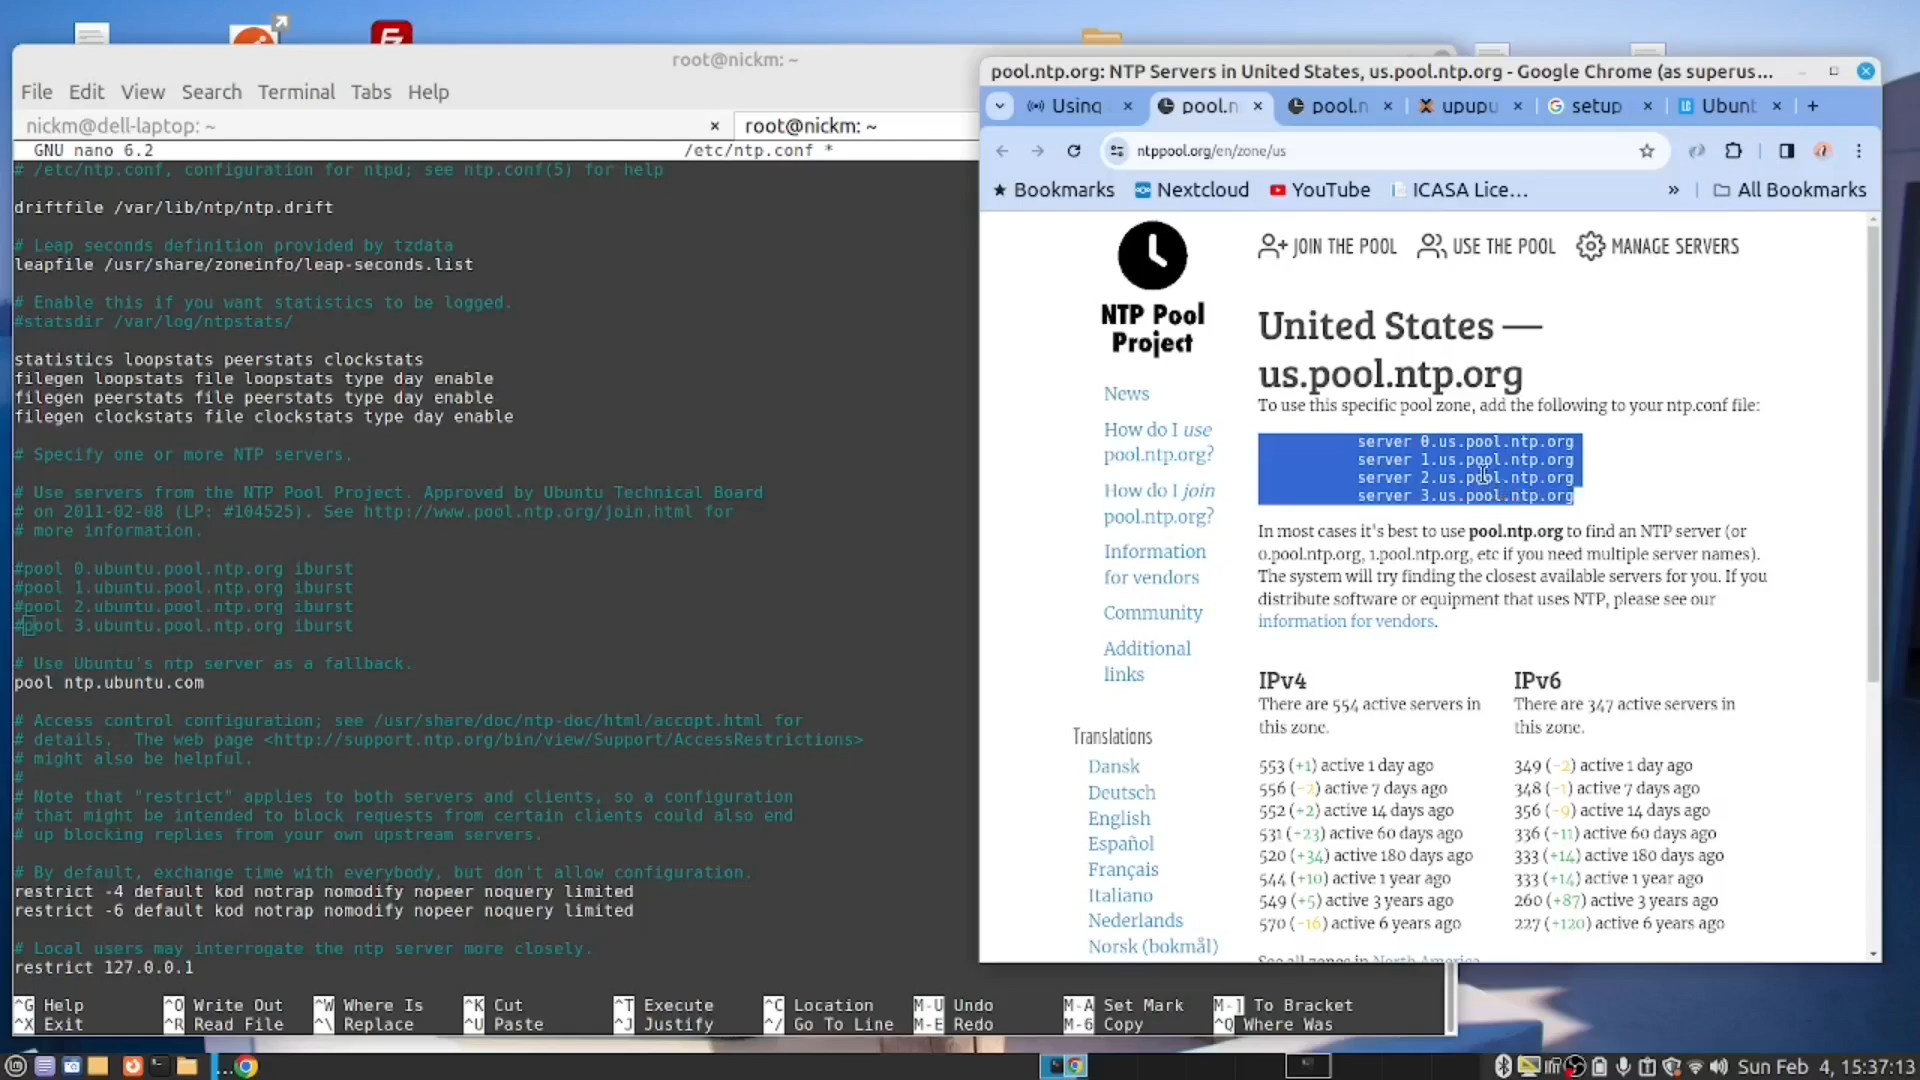 root@nickm: ~
File Edit View Search Terminal Tabs Help
nickm@dell-laptop: ~ × root@nickm: ~
GNU nano 6.2 /etc/ntp.conf *
# /etc/ntp.conf, configuration for ntpd; see ntp.conf(5) for help
driftfile /var/lib/ntp/ntp.drift
# Leap seconds definition provided by tzdata
leapfile /usr/share/zoneinfo/leap-seconds.list
# Enable this if you want statistics to be logged.
#statsdir /var/log/ntpstats/
statistics loopstats peerstats clockstats
filegen loopstats file loopstats type day enable
filegen peerstats file peerstats type day enable
filegen clockstats file clockstats type day enable
# Specify one or more NTP servers.
# Use servers from the NTP Pool Project. Approved by Ubuntu Technical Board
# on 2011-02-08 (LP: #104525). See http://www.pool.ntp.org/join.html for
# more information.
#pool 0.ubuntu.pool.ntp.org iburst
#pool 1.ubuntu.pool.ntp.org iburst
#pool 2.ubuntu.pool.ntp.org iburst
#pool 3.ubuntu.pool.ntp.org iburst
# Use Ubuntu's ntp server as a fallback.
pool ntp.ubuntu.com
# Access control configuration; see /usr/share/doc/ntp-doc/html/accopt.html for
# details.  The web page <http://support.ntp.org/bin/view/Support/AccessRestrictions>
# might also be helpful.
#
# Note that "restrict" applies to both servers and clients, so a configuration
# that might be intended to block requests from certain clients could also end
# up blocking replies from your own upstream servers.
# By default, exchange time with everybody, but don't allow configuration.
restrict -4 default kod notrap nomodify nopeer noquery limited
restrict -6 default kod notrap nomodify nopeer noquery limited
# Local users may interrogate the ntp server more closely.
restrict 127.0.0.1
^G Help ^O Write Out ^W Where Is ^K Cut ^T Execute ^C Location M-U Undo M-A Set Mark M-] To Bracket
^X Exit ^R Read File ^\ Replace ^U Paste ^J Justify ^/ Go To Line M-E Redo M-6 Copy ^Q Where Was
pool.ntp.org: NTP Servers in United States, us.pool.ntp.org - Google Chrome (as superus...
Using × pool.n × pool.n × upupu × setup × Ubunt × +
ntppool.org/en/zone/us
Bookmarks Nextcloud YouTube ICASA Lice... » All Bookmarks
JOIN THE POOL USE THE POOL MANAGE SERVERS
NTP Pool
Project
News
How do I use
pool.ntp.org?
How do I join
pool.ntp.org?
Information
for vendors
Community
Additional
links
Translations
Dansk
Deutsch
English
Español
Français
Italiano
Nederlands
Norsk (bokmål)
United States —
us.pool.ntp.org
To use this specific pool zone, add the following to your ntp.conf file:
server 0.us.pool.ntp.org
server 1.us.pool.ntp.org
server 2.us.pool.ntp.org
server 3.us.pool.ntp.org
In most cases it's best to use pool.ntp.org to find an NTP server (or
0.pool.ntp.org, 1.pool.ntp.org, etc if you need multiple server names).
The system will try finding the closest available servers for you. If you
distribute software or equipment that uses NTP, please see our
information for vendors.
IPv4
There are 554 active servers in
this zone.
553 (+1) active 1 day ago
556 (-2) active 7 days ago
552 (+2) active 14 days ago
531 (+23) active 60 days ago
520 (+34) active 180 days ago
544 (+10) active 1 year ago
549 (+5) active 3 years ago
570 (-16) active 6 years ago
IPv6
There are 347 active servers in
this zone.
349 (-2) active 1 day ago
348 (-1) active 7 days ago
356 (-9) active 14 days ago
336 (+11) active 60 days ago
333 (+14) active 180 days ago
333 (+14) active 1 year ago
260 (+87) active 3 years ago
227 (+120) active 6 years ago
See all zones in North America
Sun Feb 4, 15:37:13